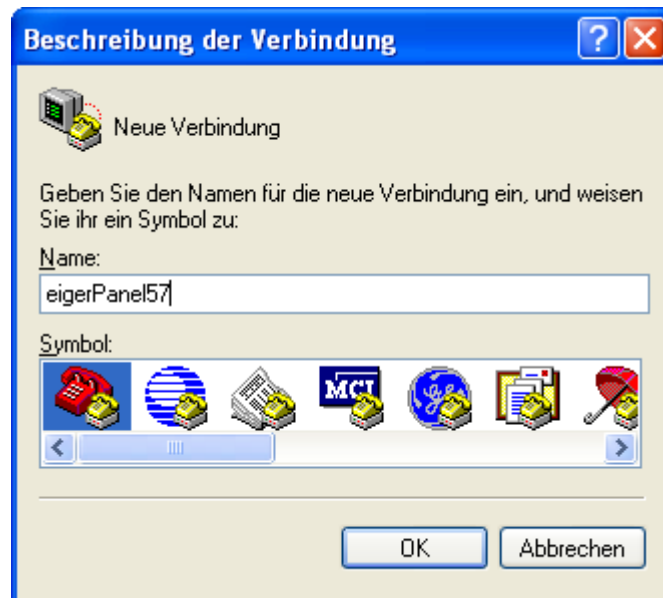 Beschreibung der Verbindung
Neue Verbindung
Geben Sie den Namen für die neue Verbindung ein, und weisen
Sie ihr ein Symbol zu:
Name:
eigerPanel57
Symbol:
MCI
OK Abbrechen